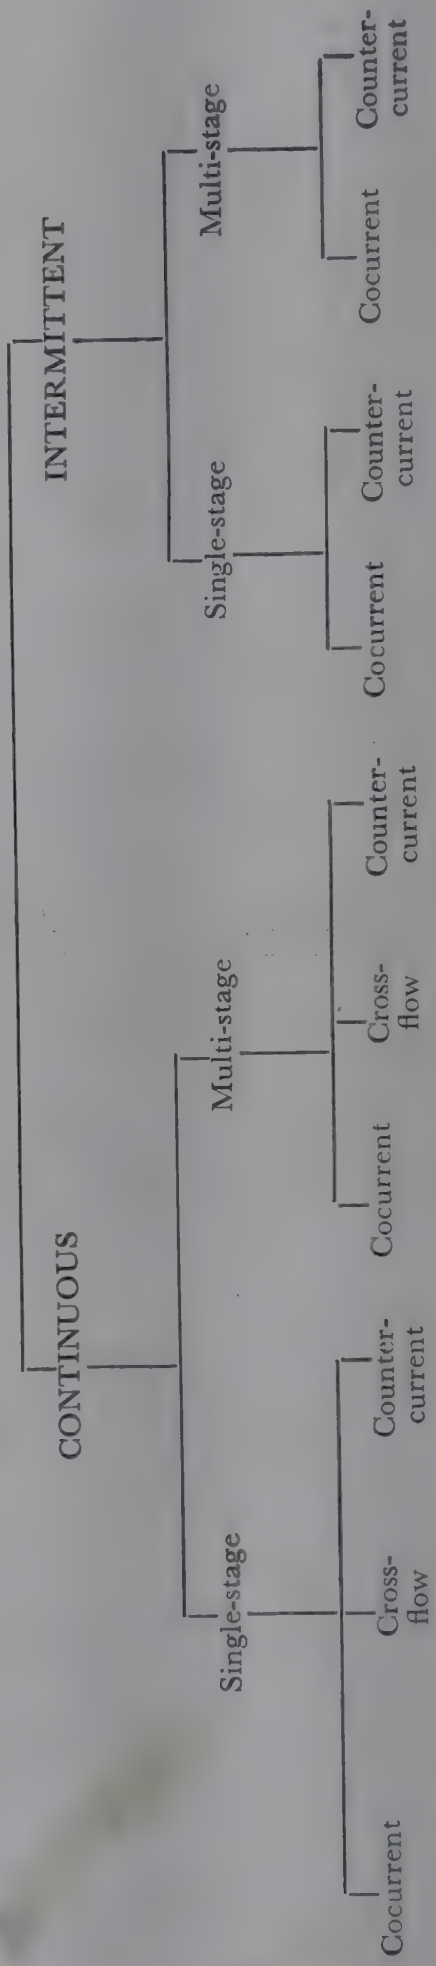 CONTINUOUS
INTERMITTENT
Single-stage
Multi-stage
Single-stage
Multi-stage
Cocurrent
Cross-
flow
Counter-
current
Cocurrent
Cross-
flow
Counter-
current
Cocurrent
Counter-
current
Cocurrent
Counter-
current